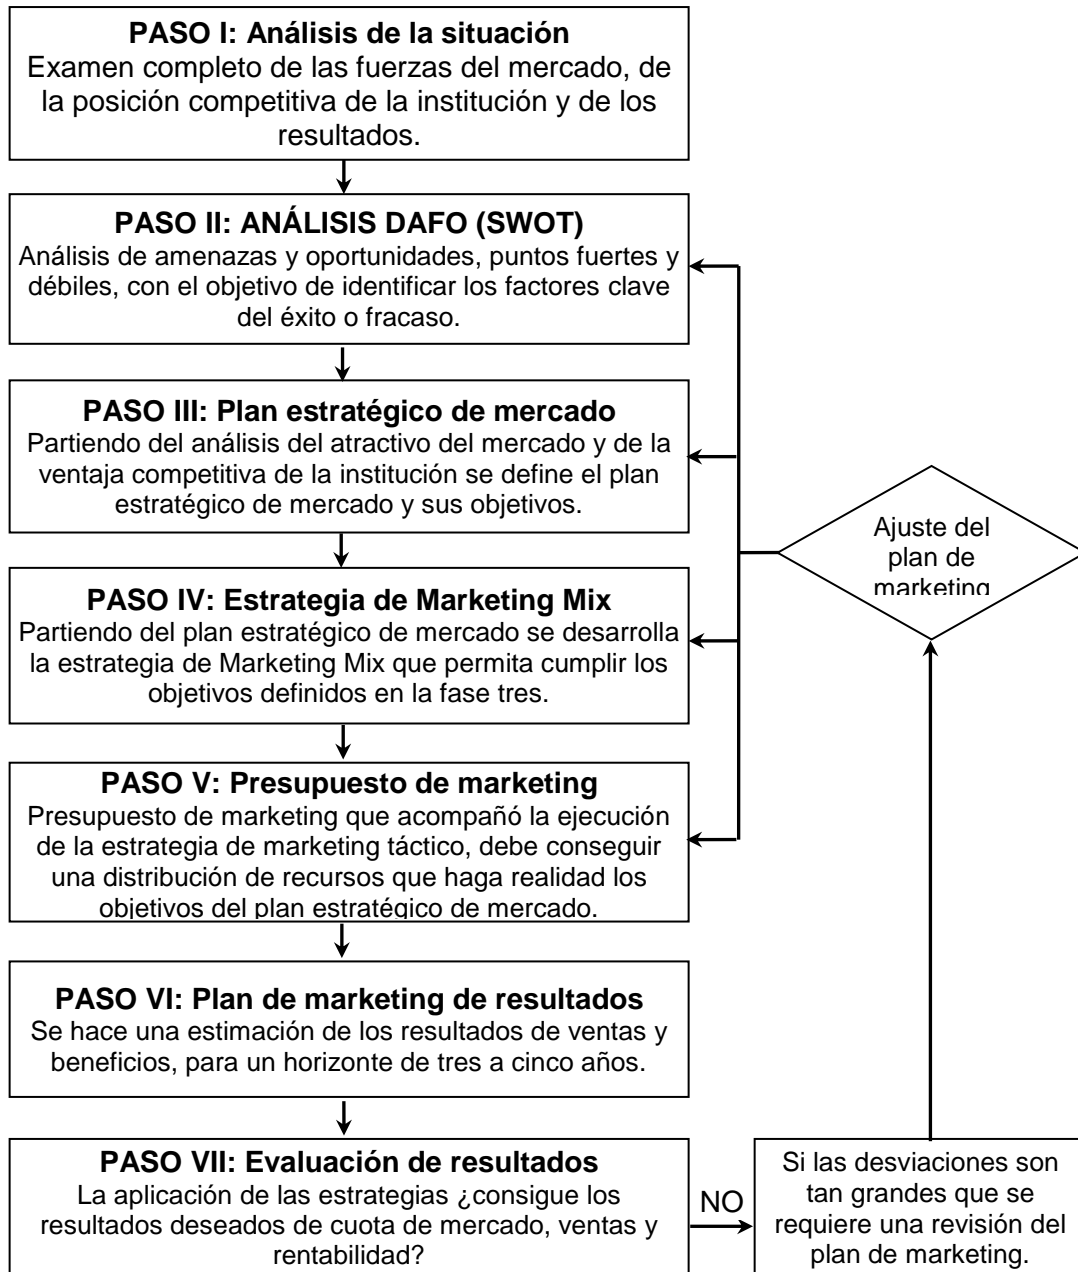 PASO I: Análisis de la situación
Examen completo de las fuerzas del mercado, de
la posición competitiva de la institución y de los
resultados.
PASO II: ANÁLISIS DAFO (SWOT)
Análisis de amenazas y oportunidades, puntos fuertes y
débiles, con el objetivo de identificar los factores clave
del éxito o fracaso.
PASO III: Plan estratégico de mercado
Partiendo del análisis del atractivo del mercado y de la
ventaja competitiva de la institución se define el plan
estratégico de mercado y sus objetivos.
Ajuste del
plan de
marketing
PASO IV: Estrategia de Marketing Mix
Partiendo del plan estratégico de mercado se desarrolla
la estrategia de Marketing Mix que permita cumplir los
objetivos definidos en la fase tres.
PASO V: Presupuesto de marketing
Presupuesto de marketing que acompañó la ejecución
de la estrategia de marketing táctico, debe conseguir
una distribución de recursos que haga realidad los
objetivos del plan estratégico de mercado.
PASO VI: Plan de marketing de resultados
Se hace una estimación de los resultados de ventas y
beneficios, para un horizonte de tres a cinco años.
PASO VII: Evaluación de resultados
La aplicación de las estrategias ¿consigue los
resultados deseados de cuota de mercado, ventas y
rentabilidad?
NO
Si las desviaciones son
tan grandes que se
requiere una revisión del
plan de marketing.